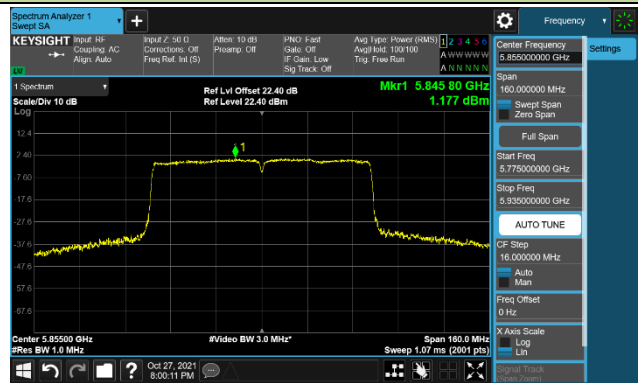 Spectrum Analyzer 1
Swept SA
+
Frequency
KEYSIGHT
Input: RF
Coupling: AC
Align: Auto
Input Z: 50 Ω
Corrections: Off
Freq Ref: Int (S)
Atten: 10 dB
Preamp: Off
PNO: Fast
Gate: Off
IF Gain: Low
Sig Track: Off
Avg Type: Power (RMS)
Avg|Hold: 100/100
Trig: Free Run
1 2 3 4 5 6
A W W W W W
A N N N N N
LV
1 Spectrum
Scale/Div 10 dB
Log
Ref Lvl Offset 22.40 dB
Ref Level 22.40 dBm
Mkr1 5.845 80 GHz
1.177 dBm
1
12.4
2.40
-7.60
-17.6
-27.6
-37.6
-47.6
-57.6
-67.6
Center 5.85500 GHz
#Res BW 1.0 MHz
#Video BW 3.0 MHz*
Span 160.0 MHz
Sweep 1.07 ms (2001 pts)
Center Frequency
5.855000000 GHz
Settings
Span
160.000000 MHz
Swept Span
Zero Span
Full Span
Start Freq
5.775000000 GHz
Stop Freq
5.935000000 GHz
AUTO TUNE
CF Step
16.000000 MHz
Auto
Man
Freq Offset
0 Hz
X Axis Scale
Log
Lin
Signal Track
(Span Zoom)
?
Oct 27, 2021
8:00:11 PM